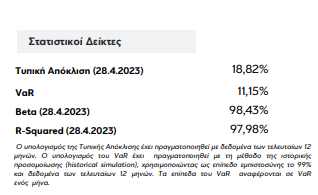 Στατιστικοί Δείκτες
Τυπική Απόκλιση (28.4.2023) 18,82%
VaR 11,15%
Beta (28.4.2023) 98,43%
R-Squared (28.4.2023) 97,98%
Ο υπολογισμός της Τυπικής Απόκλισης έχει πραγματοποιηθεί με δεδομένα των τελευταίων 12
μηνών. Ο υπολογισμός του VaR έχει πραγματοποιηθεί με τη μέθοδο της ιστορικής
προσομοίωσης (historical simulation), χρησιμοποιώντας ως επίπεδο εμπιστοσύνης το 99%
και δεδομένα των τελευταίων 12 μηνών. Τα επίπεδα του VaR αναφέρονται σε VaR
ενός μήνα.